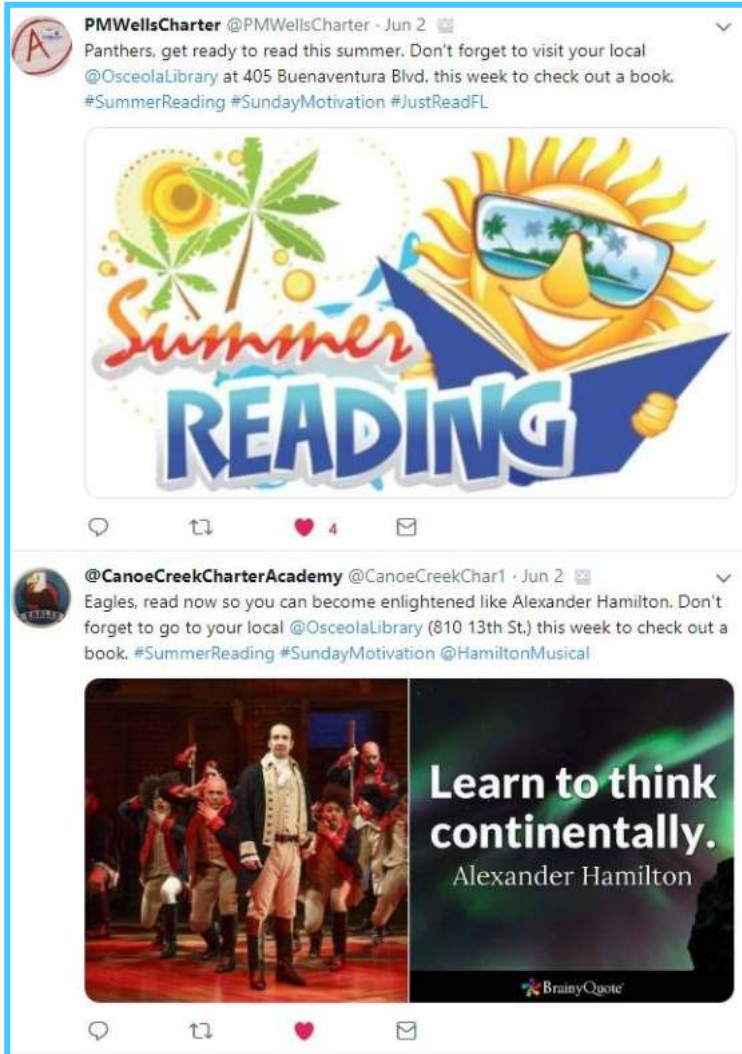 PMWellsCharter @PMWellsCharter · Jun 2
Panthers, get ready to read this summer. Don't forget to visit your local
@OsceolaLibrary at 405 Buenaventura Blvd. this week to check out a book.
#SummerReading #SundayMotivation #JustReadFL
A
Summer
READING
4
@CanoeCreekCharterAcademy @CanoeCreekChar1 · Jun 2
Eagles, read now so you can become enlightened like Alexander Hamilton. Don't
forget to go to your local @OsceolaLibrary (810 13th St.) this week to check out a
book. #SummerReading #SundayMotivation @HamiltonMusical
EAGLES
Learn to think
continentally.
Alexander Hamilton
BrainyQuote